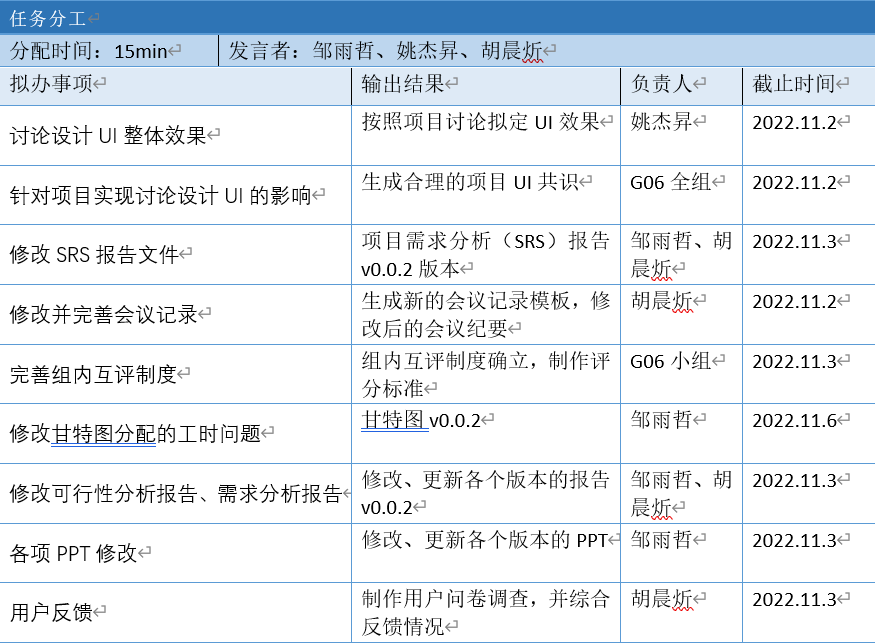 任务分工
分配时间：15min 发言者：邹雨哲、姚杰昇、胡晨炘
拟办事项 输出结果 负责人 截止时间
讨论设计 UI 整体效果 按照项目讨论拟定 UI 效果 姚杰昇 2022.11.2
针对项目实现讨论设计 UI 的影响 生成合理的项目 UI 共识 G06 全组 2022.11.2
修改 SRS 报告文件 项目需求分析（SRS）报告
v0.0.2 版本 邹雨哲、胡
晨炘 2022.11.3
修改并完善会议记录 生成新的会议记录模板，修
改后的会议纪要 胡晨炘 2022.11.2
完善组内互评制度 组内互评制度确立，制作评
分标准 G06 小组 2022.11.3
修改甘特图分配的工时问题 甘特图 v0.0.2 邹雨哲 2022.11.6
修改可行性分析报告、需求分析报告 修改、更新各个版本的报告
v0.0.2 邹雨哲、胡
晨炘 2022.11.3
各项 PPT 修改 修改、更新各个版本的 PPT 邹雨哲 2022.11.3
用户反馈 制作用户问卷调查，并综合
反馈情况 胡晨炘 2022.11.3